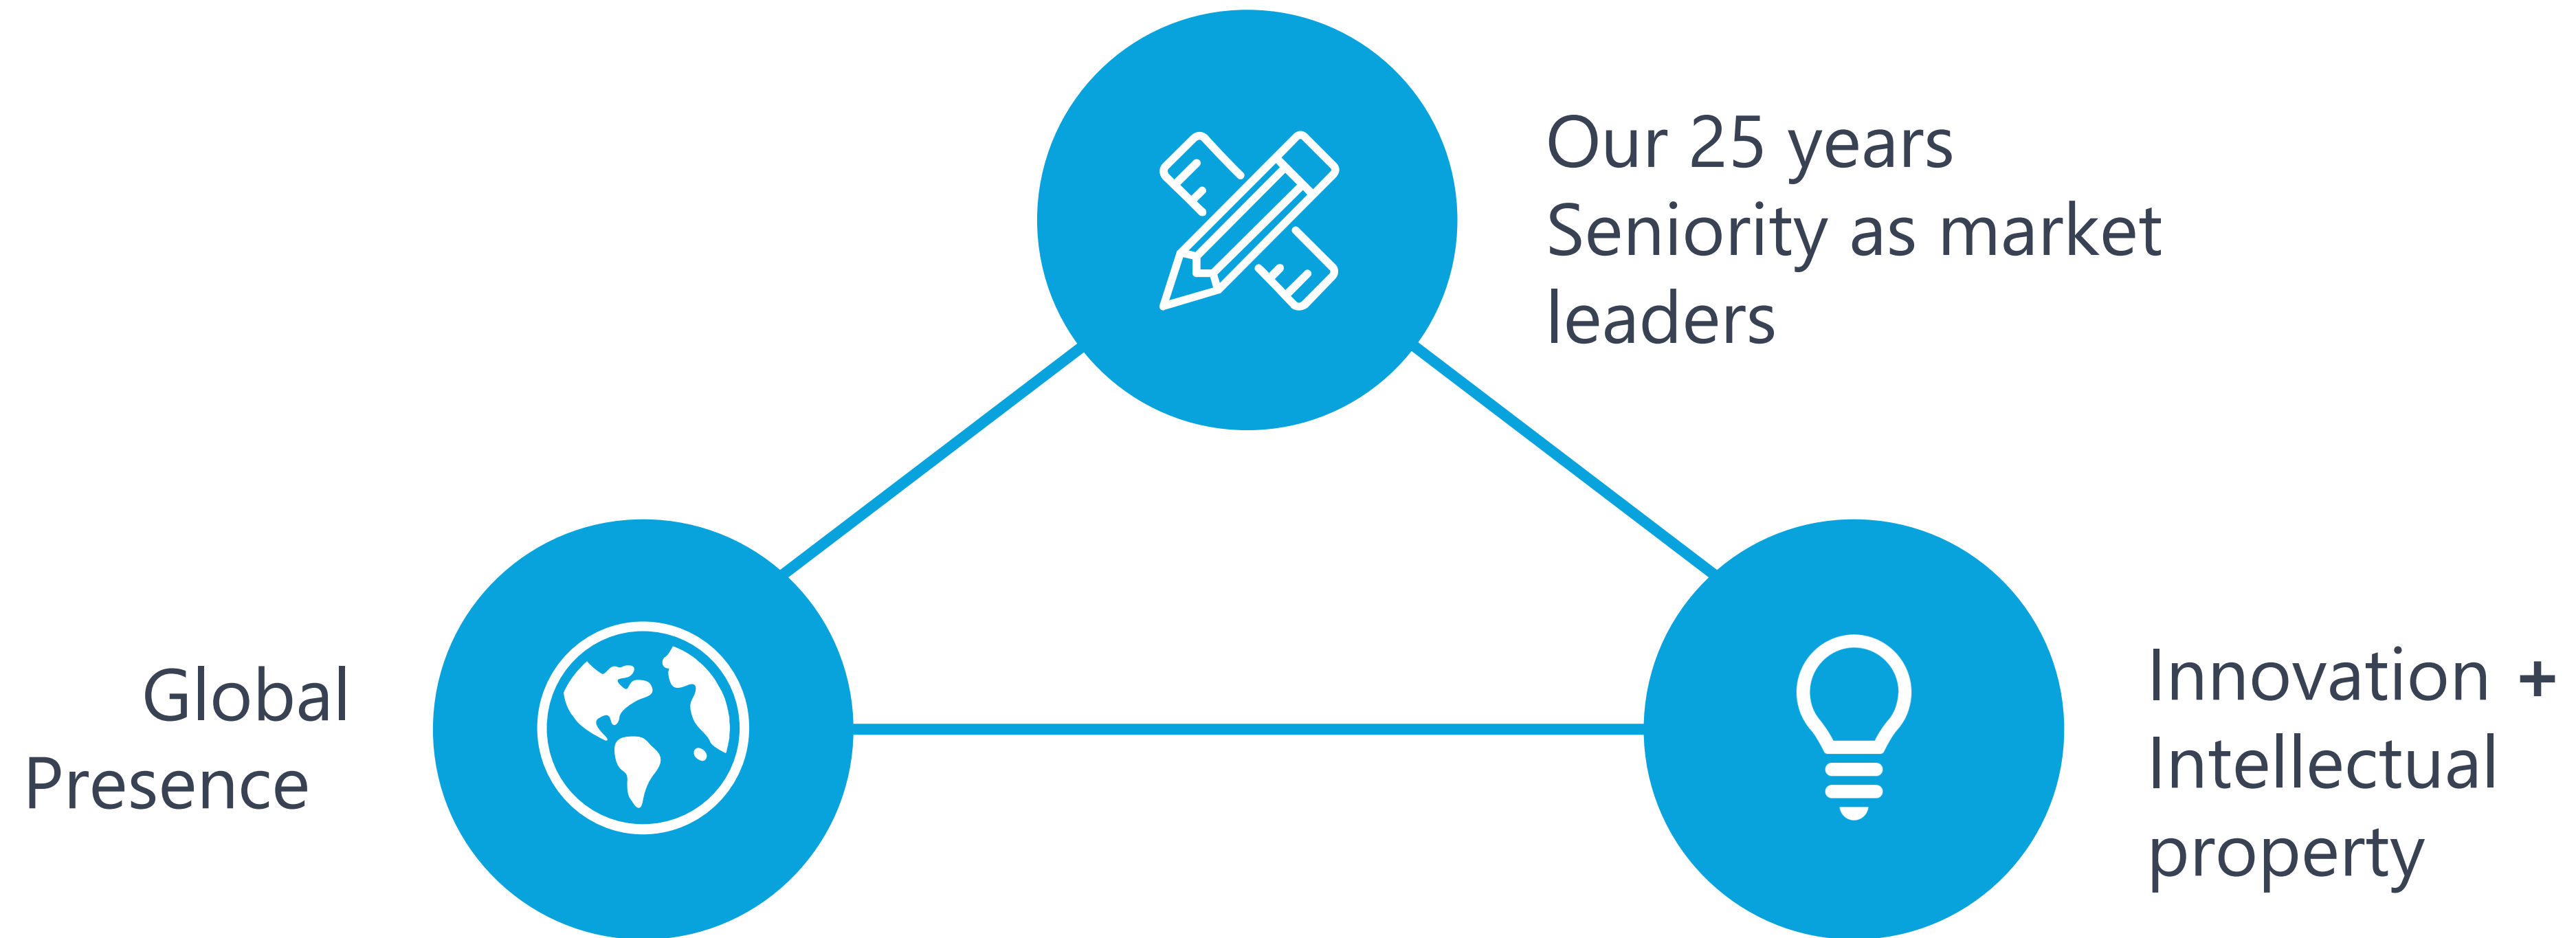 Our 25 years
Seniority as market
leaders
Global
Presence
Innovation +
Intellectual
property